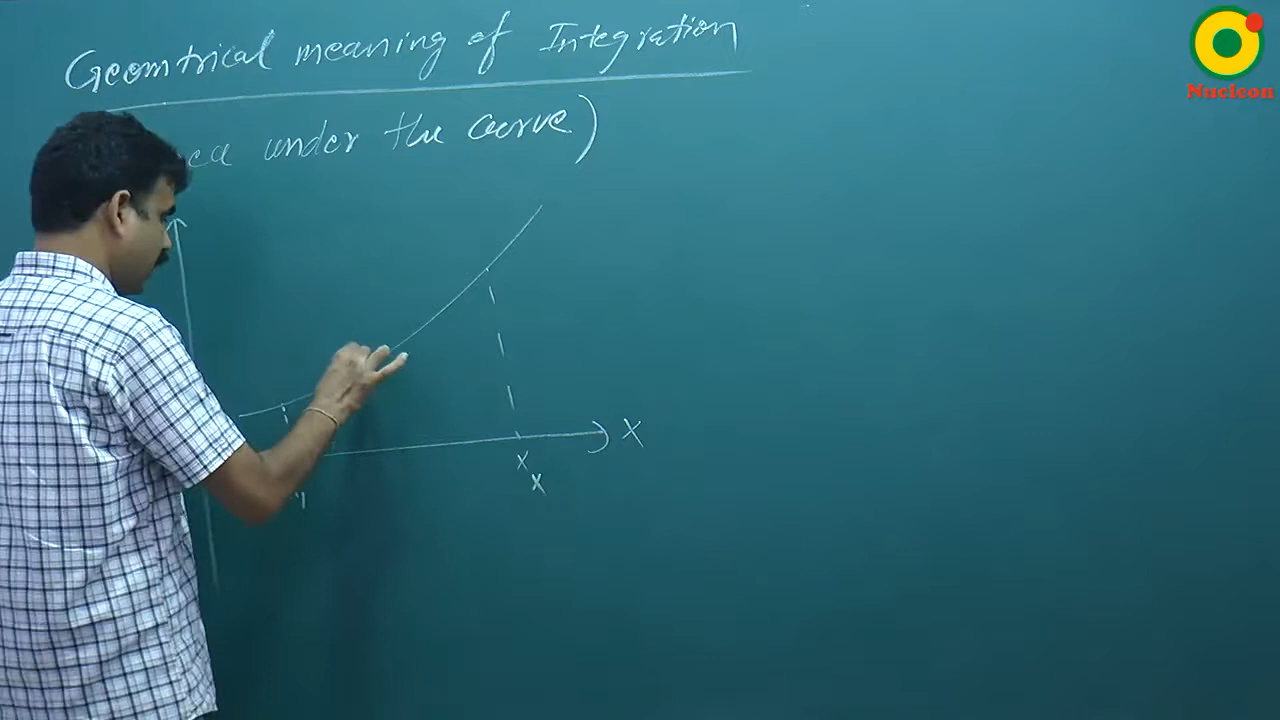 Geomtrical meaning of Integration
under the curve)
X
x
x
Nucleon